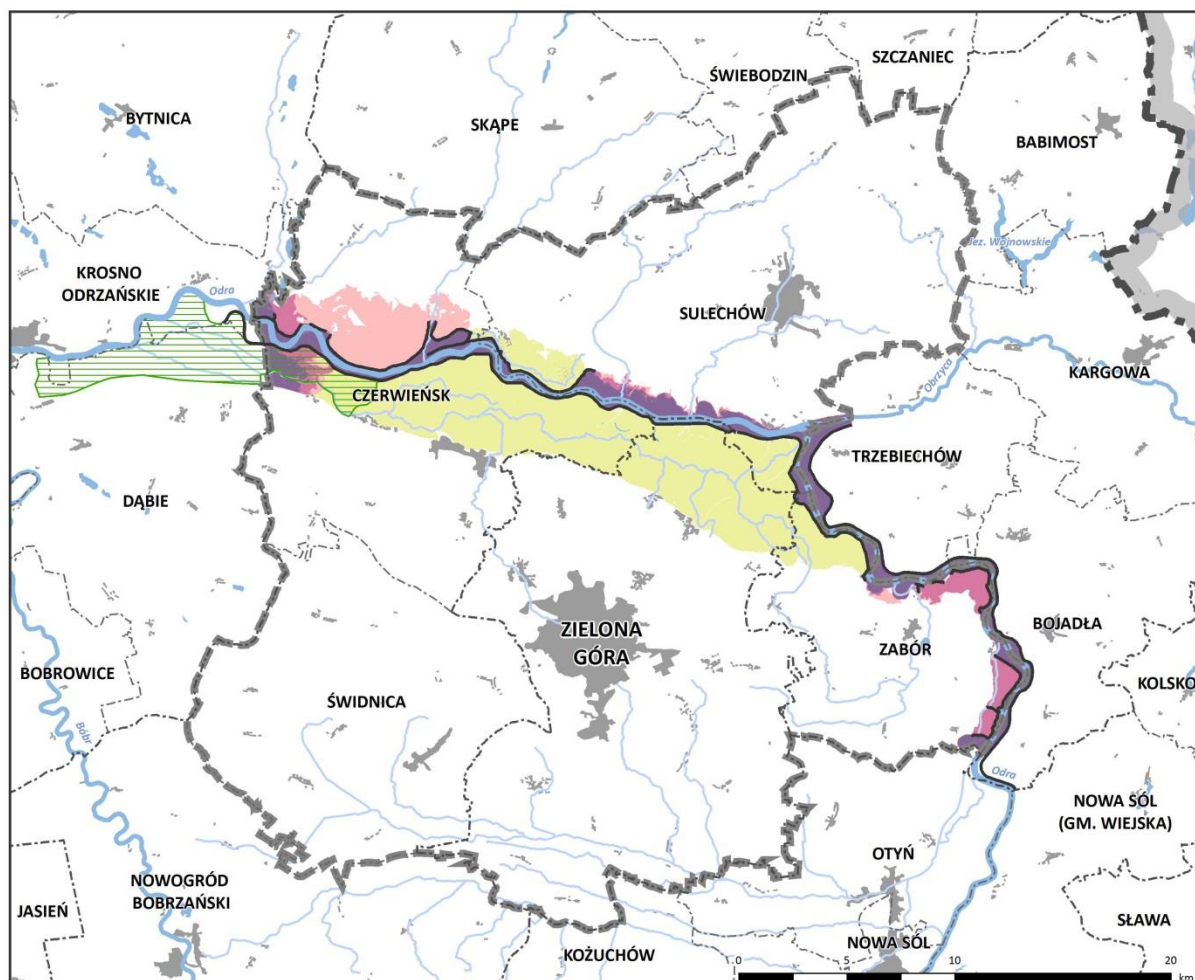 SZCZANIEC
ŚWIEBODZIN
BYTNICA
SKĄPE
BABIMOST
Jez. Wojnowskie
KROSNO
ODRZAŃSKIE
Odra
SULECHÓW
Obrzyca
KARGOWA
CZERWIEŃSK
TRZEBIECHÓW
DĄBIE
ZIELONA
GÓRA
BOJADŁA
ZABÓR
BOBROWICE
KOLSKO
ŚWIDNICA
Bóbr
Odra
NOWA SÓL
(GM. WIEJSKA)
OTYŃ
NOWOGRÓD
BOBRZAŃSKI
JASIEŃ
SŁAWA
KOŻUCHÓW
NOWA SÓL
0 5 10 20
km